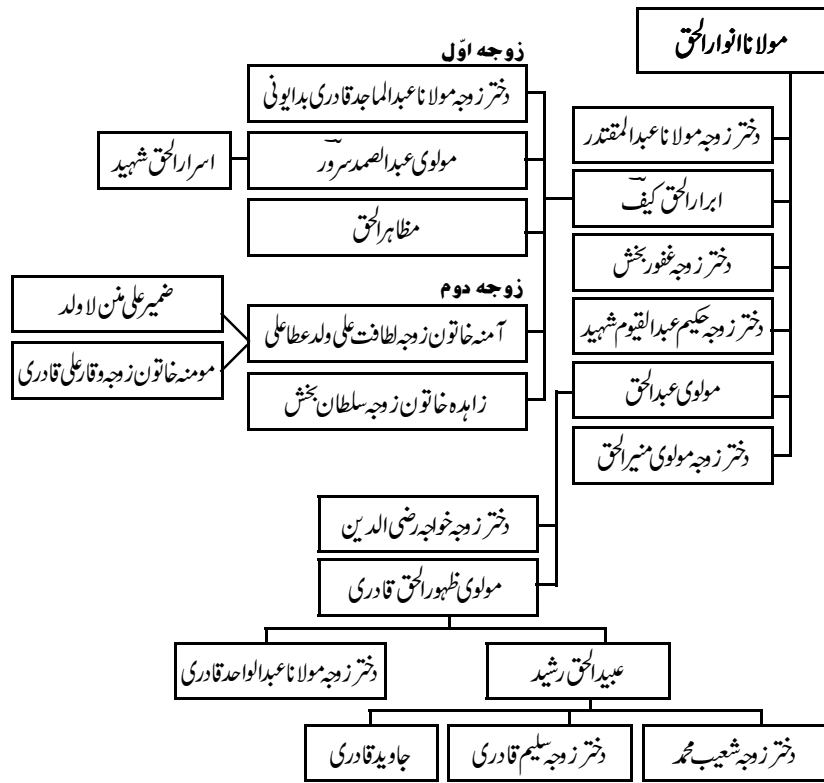 مولانا انوار الحق
دختر زوجہ مولانا عبدالمقتدر
ابرار الحق کیفؔ
دختر زوجہ غفور بخش
دختر زوجہ حکیم عبدالقیوم شہید
مولوی عبدالحق
دختر زوجہ مولوی منیر الحق
زوجہ اوّل
دختر زوجہ مولانا عبدالماجد قادری بدایونی
مولوی عبدالصمد سرورؔ
اسرار الحق شہید
مظاہر الحق
زوجہ دوم
آمنہ خاتون زوجہ لطافت علی ولد عطا علی
ضمیر علی منن لا ولد
مومنہ خاتون زوجہ وقار علی قادری
زاہدہ خاتون زوجہ سلطان بخش
دختر زوجہ خواجہ رضی الدین
مولوی ظہور الحق قادری
عبید الحق رشید
دختر زوجہ مولانا عبدالواحد قادری
دختر زوجہ شعیب محمد
دختر زوجہ سلیم قادری
جاوید قادری